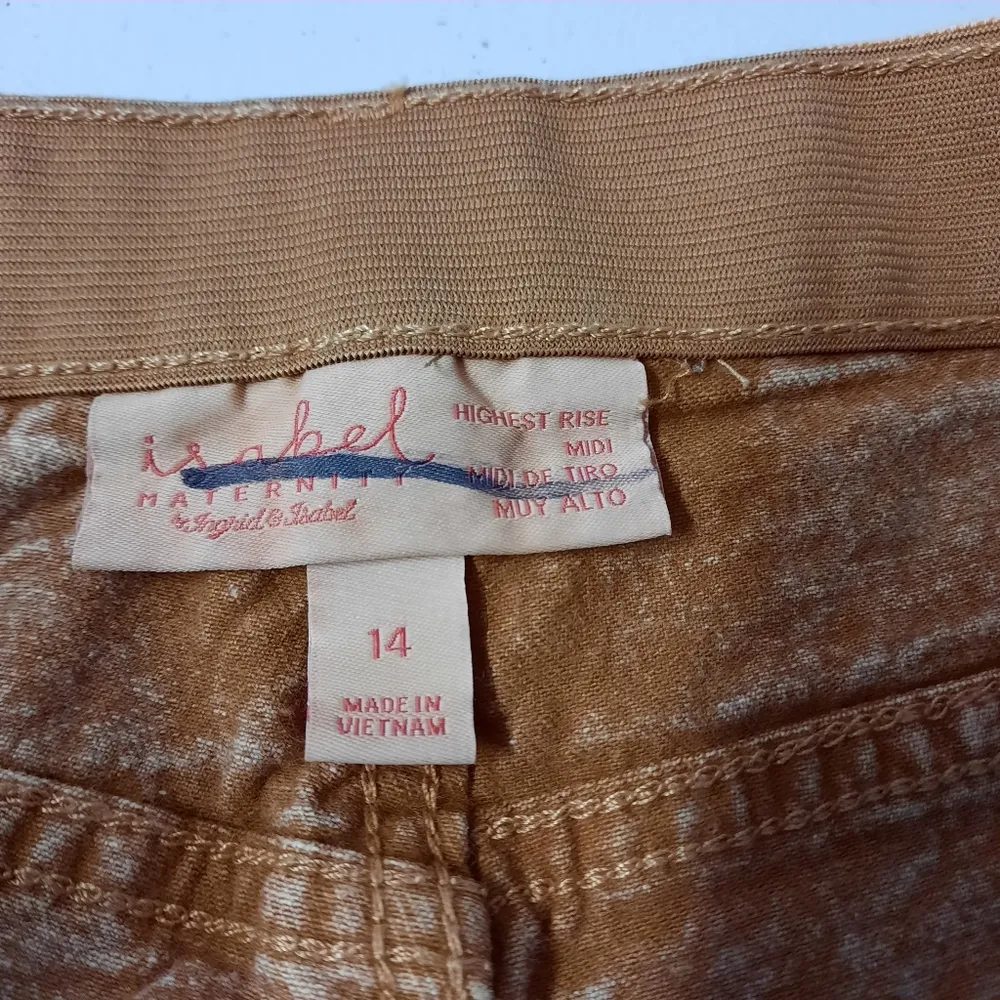 isabel
MATERNITY
by Ingrid & Isabel
HIGHEST RISE
MIDI
MIDI DE TIRO
MUY ALTO
14
MADE IN
VIETNAM